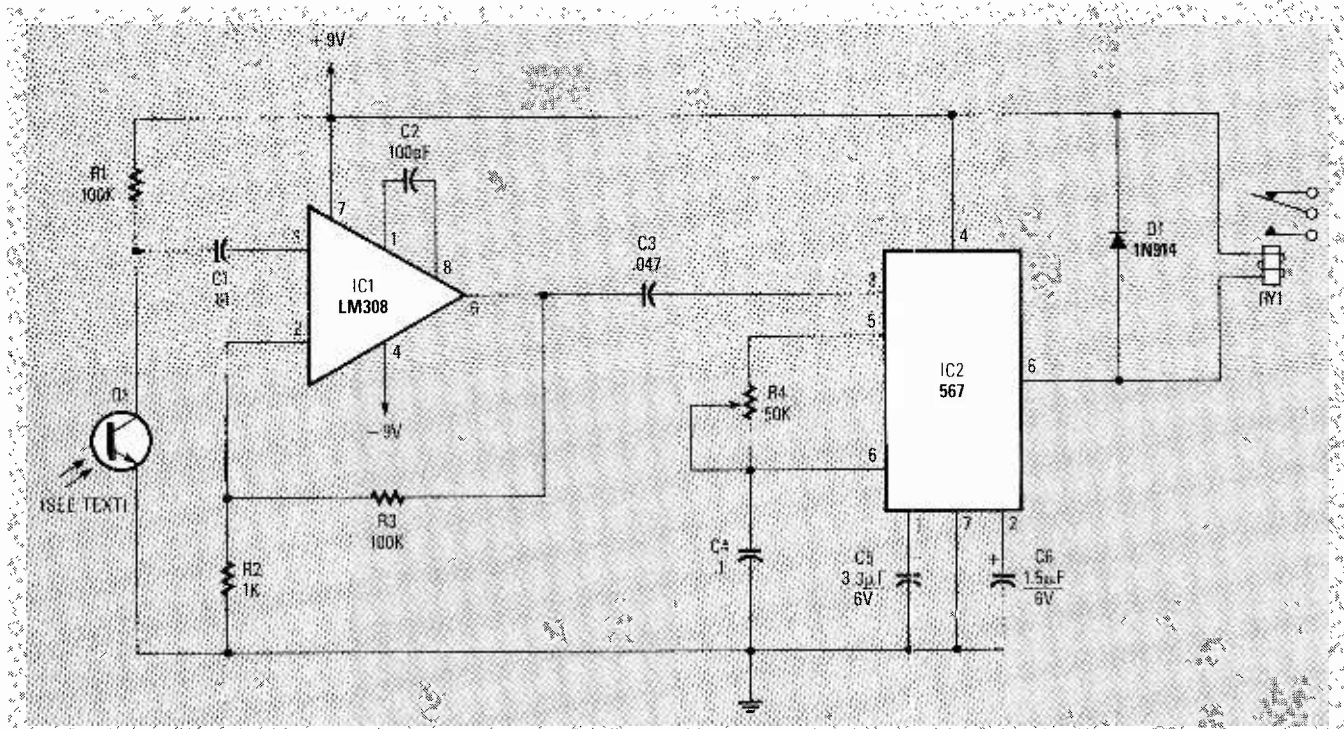 +9V
R1
100K
C1
Q1
(SEE TEXT)
R2
1K
3
2
7
1
8
6
4
IC1
LM308
C2
100pF
-9V
R3
100K
C3
.047
R4
50K
C4
.1
3
5
6
4
IC2
567
6
1
7
2
C5
6V
+
C6
1.5µF
6V
D1
1N914
RY1